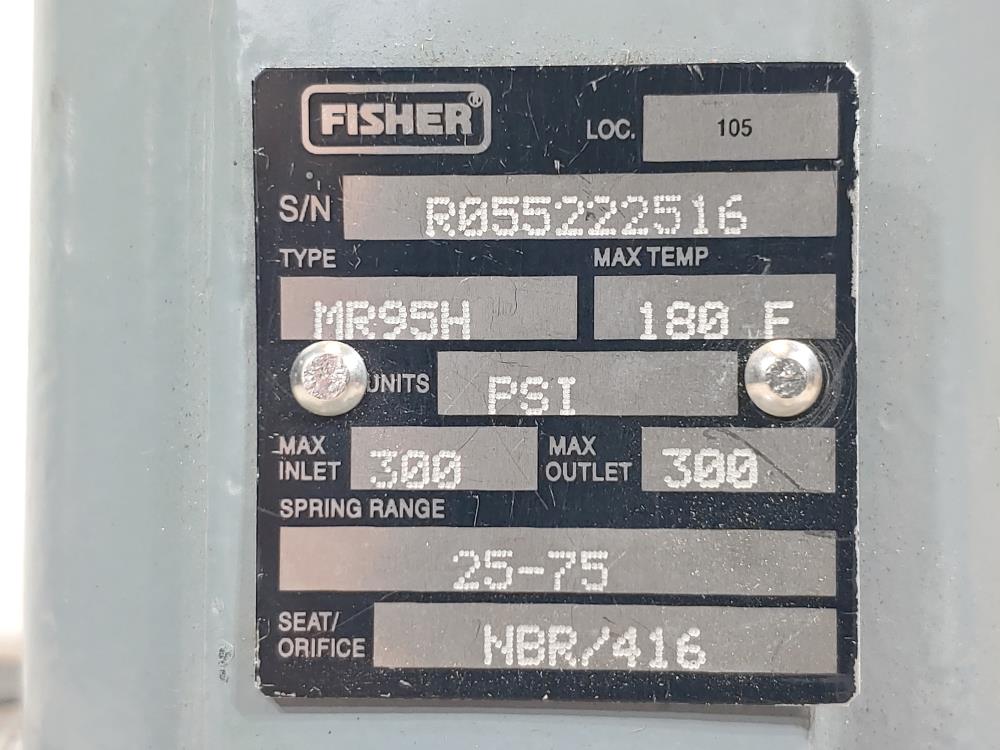 FISHER®
LOC. 105
S/N R055222516
TYPE MAX TEMP
MR95H 180 F
UNITS PSI
MAX INLET 300 MAX OUTLET 300
SPRING RANGE
25-75
SEAT/ORIFICE NBR/416